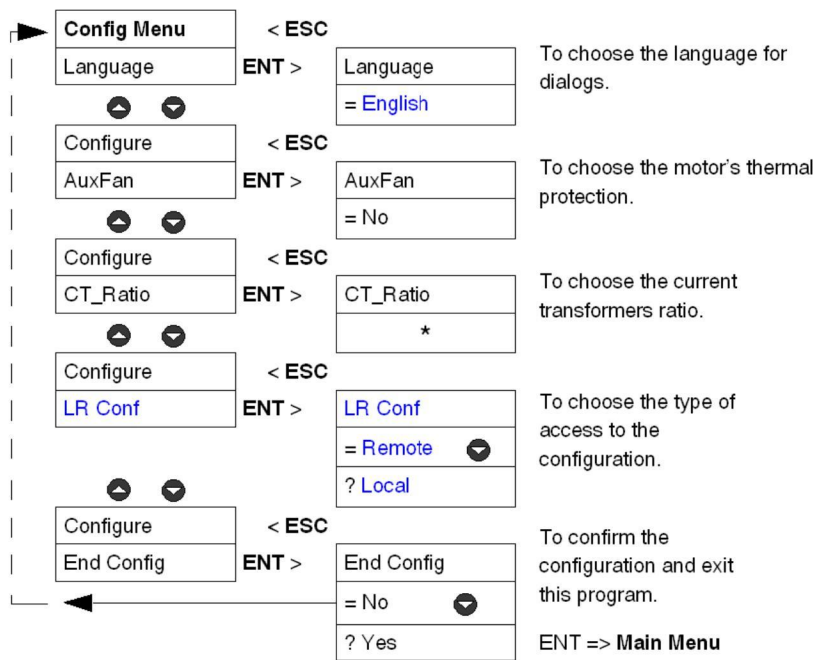 Config Menu < ESC
Language ENT > Language To choose the language for
dialogs.
= English
Configure < ESC
AuxFan ENT > AuxFan To choose the motor's thermal
protection.
= No
Configure < ESC
CT_Ratio ENT > CT_Ratio To choose the current
transformers ratio.
*
Configure < ESC
LR Conf ENT > LR Conf To choose the type of
access to the
= Remote configuration.
? Local
Configure < ESC
To confirm the
End Config ENT > End Config configuration and exit
this program.
= No
? Yes ENT => Main Menu